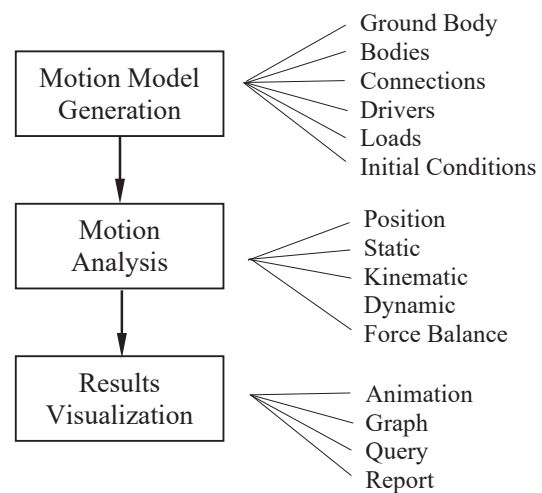 Motion Model
Generation
Ground Body
Bodies
Connections
Drivers
Loads
Initial Conditions
Motion
Analysis
Position
Static
Kinematic
Dynamic
Force Balance
Results
Visualization
Animation
Graph
Query
Report